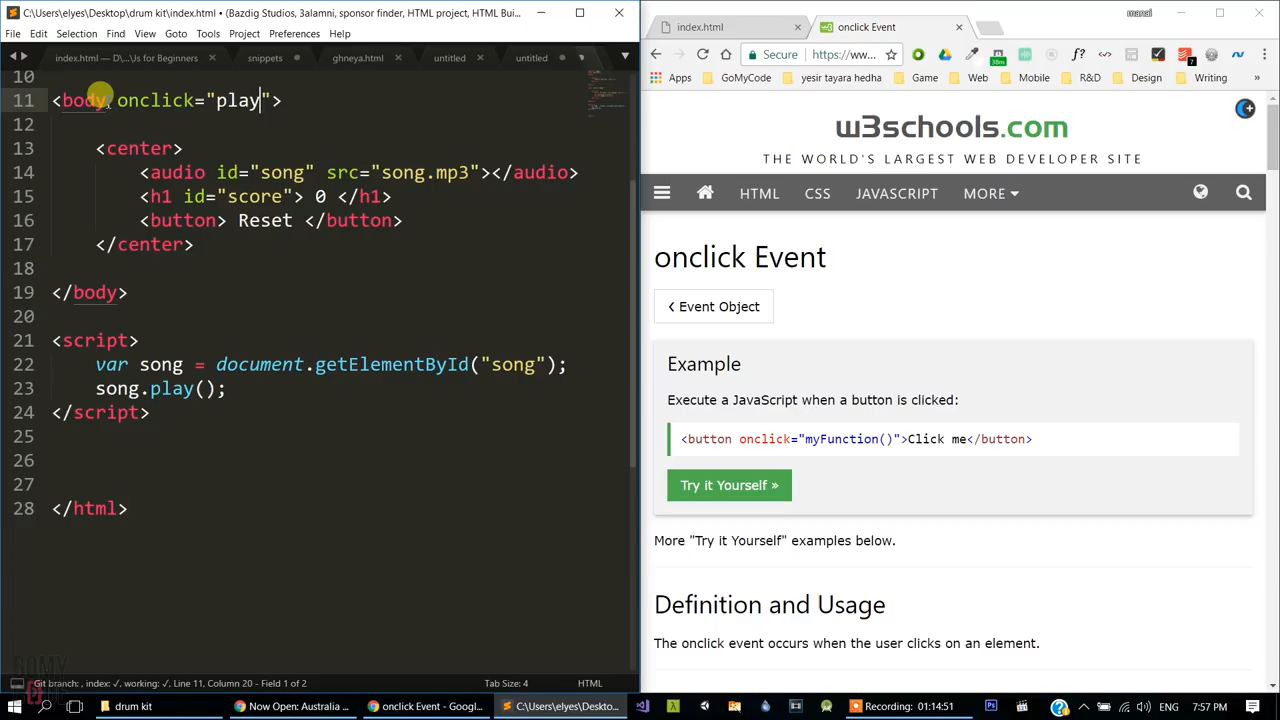 C:\Users\elyes\Desktop\drum kit\index.html • (Bazdig Studios, 3alamni, sponsor finder, HTML project, HTML Bui...
File Edit Selection Find View Goto Tools Project Preferences Help
index.html — D\...\Js for Beginners snippets ghneya.html untitled untitled
10
11 <body onclick="play">
12
13 <center>
14 <audio id="song" src="song.mp3"></audio>
15 <h1 id="score"> 0 </h1>
16 <button> Reset </button>
17 </center>
18
19 </body>
20
21 <script>
22 var song = document.getElementById("song");
23 song.play();
24 </script>
25
26
27
28 </html>
Git branch: , index: ✓, working: ✓, Line 11, Column 20 - Field 1 of 2 Tab Size: 4 HTML
manai
index.html onclick Event
Secure https://www...
Apps GoMyCode yesir tayara hedha Game Web Mobile R&D Design Writing
w3schools.com
THE WORLD'S LARGEST WEB DEVELOPER SITE
HTML CSS JAVASCRIPT MORE
onclick Event
❮ Event Object
Example
Execute a JavaScript when a button is clicked:
<button onclick="myFunction()">Click me</button>
Try it Yourself »
More "Try it Yourself" examples below.
Definition and Usage
The onclick event occurs when the user clicks on an element.
drum kit Now Open: Australia ... onclick Event - Googl... C:\Users\elyes\Deskto... Recording: 01:14:51 7:57 PM